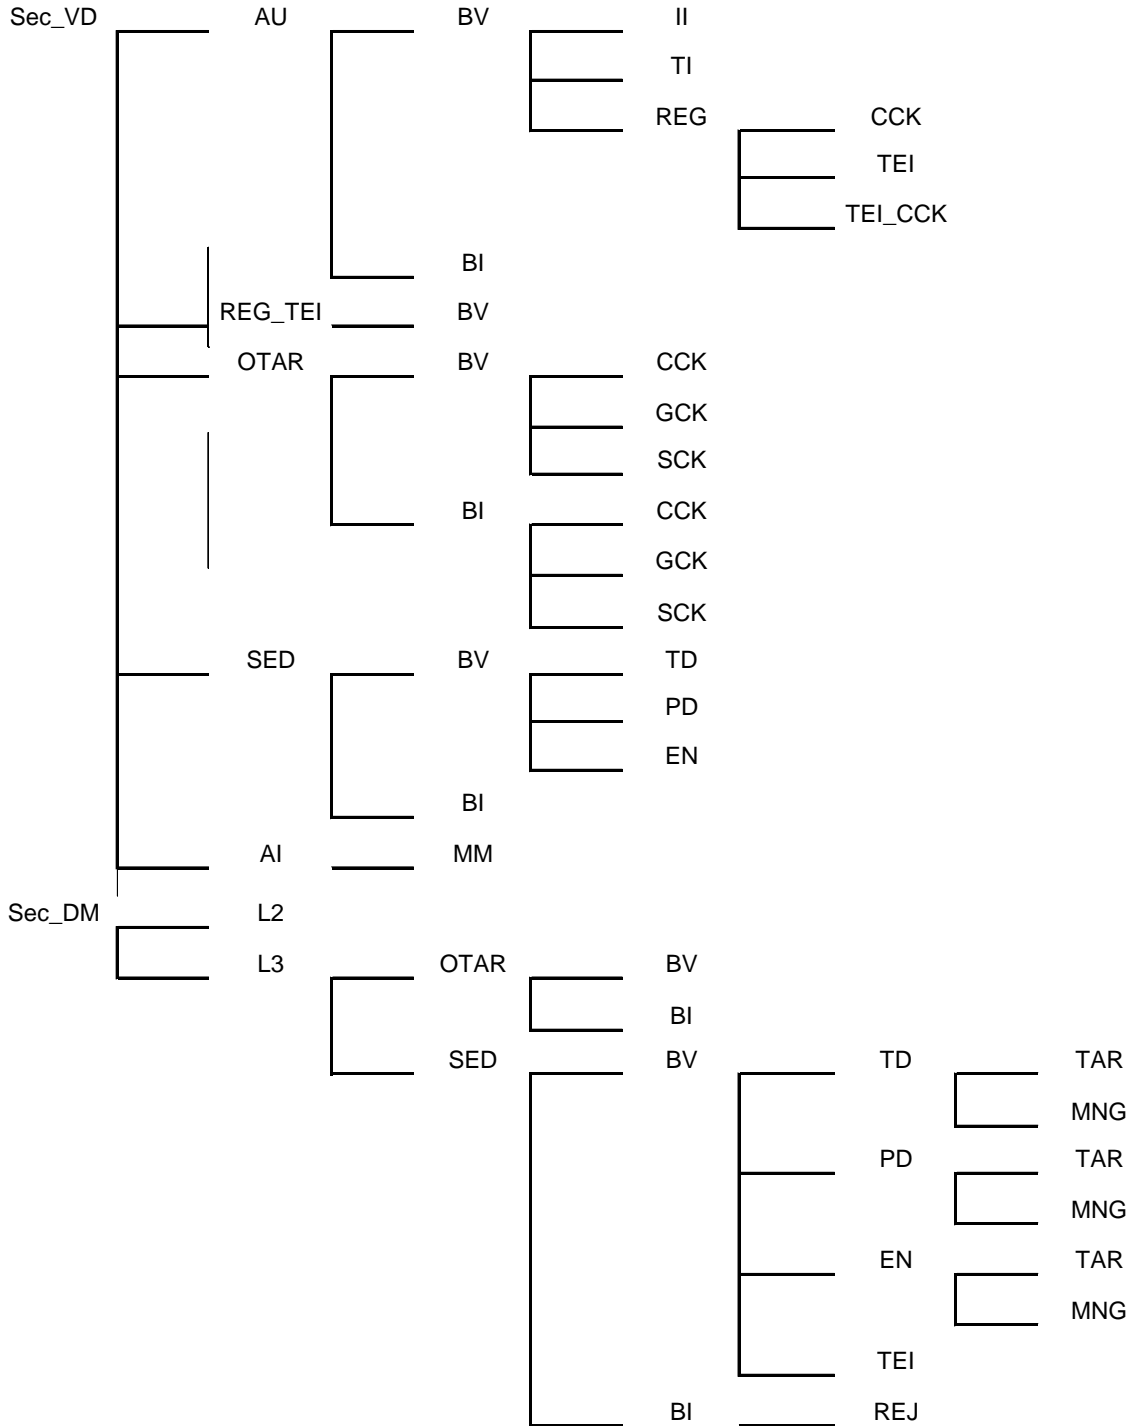 Sec_VD AU BV II
TI
REG CCK
TEI
TEI_CCK
BI
REG_TEI BV
OTAR BV CCK
GCK
SCK
BI CCK
GCK
SCK
SED BV TD
PD
EN
BI
AI MM
Sec_DM L2
L3 OTAR BV
BI
SED BV TD TAR
MNG
PD TAR
MNG
EN TAR
MNG
TEI
BI REJ